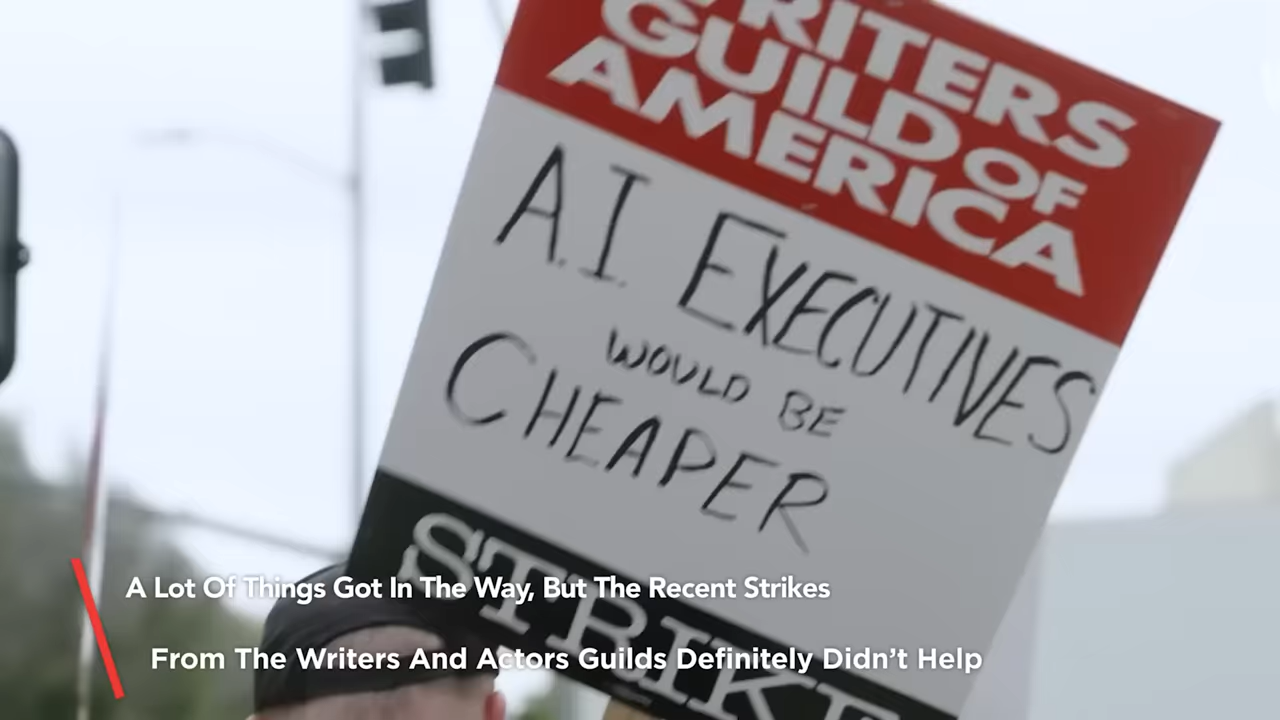 WRITERS
GUILD OF
AMERICA
A.I. EXECUTIVES
WOULD BE
CHEAPER
STRIKE
A Lot Of Things Got In The Way, But The Recent Strikes
From The Writers And Actors Guilds Definitely Didn’t Help